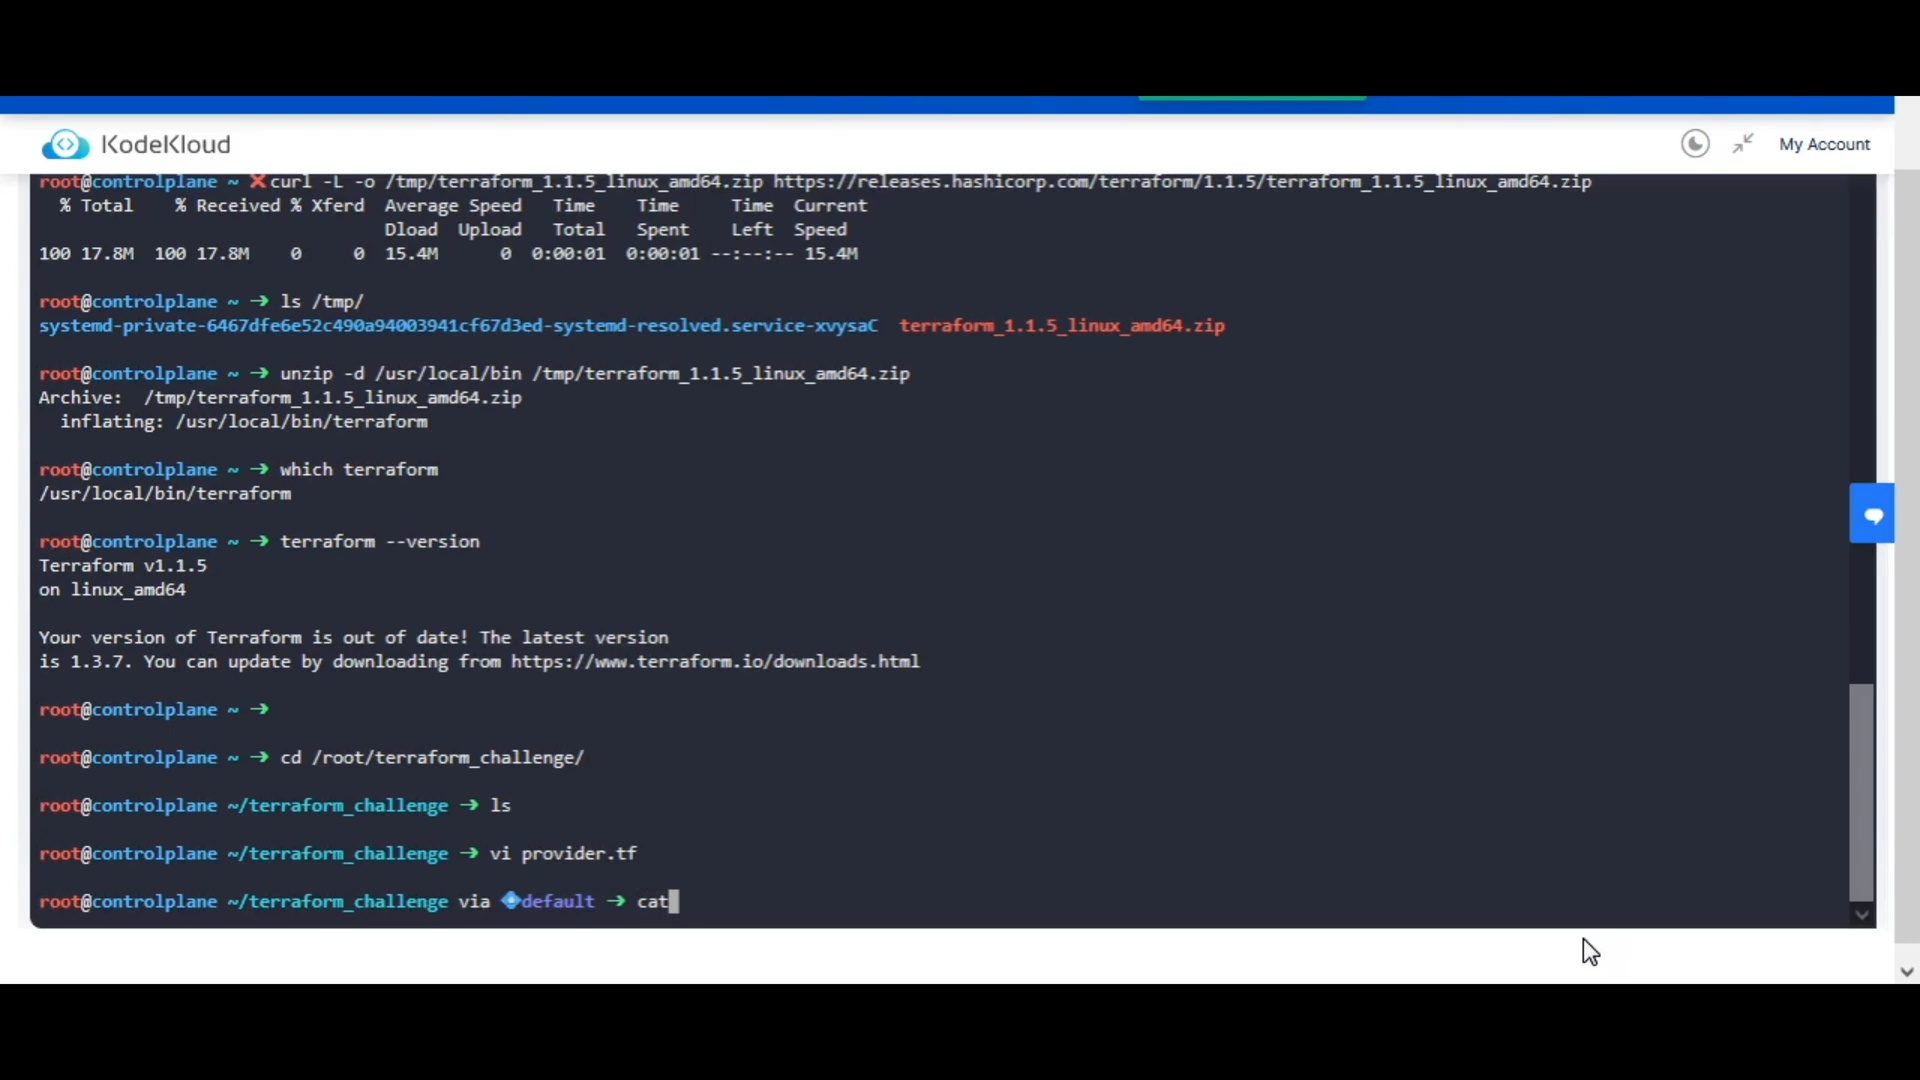 KodeKloud
My Account
root@controlplane ~ ❌curl -L -o /tmp/terraform_1.1.5_linux_amd64.zip https://releases.hashicorp.com/terraform/1.1.5/terraform_1.1.5_linux_amd64.zip
% Total    % Received % Xferd  Average Speed   Time    Time     Time  Current
Dload  Upload   Total   Spent    Left  Speed
100 17.8M  100 17.8M    0     0  15.4M      0  0:00:01  0:00:01 --:--:-- 15.4M
root@controlplane ~ ➜ ls /tmp/
systemd-private-6467dfe6e52c490a94003941cf67d3ed-systemd-resolved.service-xvysaC  terraform_1.1.5_linux_amd64.zip
root@controlplane ~ ➜ unzip -d /usr/local/bin /tmp/terraform_1.1.5_linux_amd64.zip
Archive:  /tmp/terraform_1.1.5_linux_amd64.zip
inflating: /usr/local/bin/terraform
root@controlplane ~ ➜ which terraform
/usr/local/bin/terraform
root@controlplane ~ ➜ terraform --version
Terraform v1.1.5
on linux_amd64
Your version of Terraform is out of date! The latest version
is 1.3.7. You can update by downloading from https://www.terraform.io/downloads.html
root@controlplane ~ ➜
root@controlplane ~ ➜ cd /root/terraform_challenge/
root@controlplane ~/terraform_challenge ➜ ls
root@controlplane ~/terraform_challenge ➜ vi provider.tf
root@controlplane ~/terraform_challenge via 💠default ➜ cat